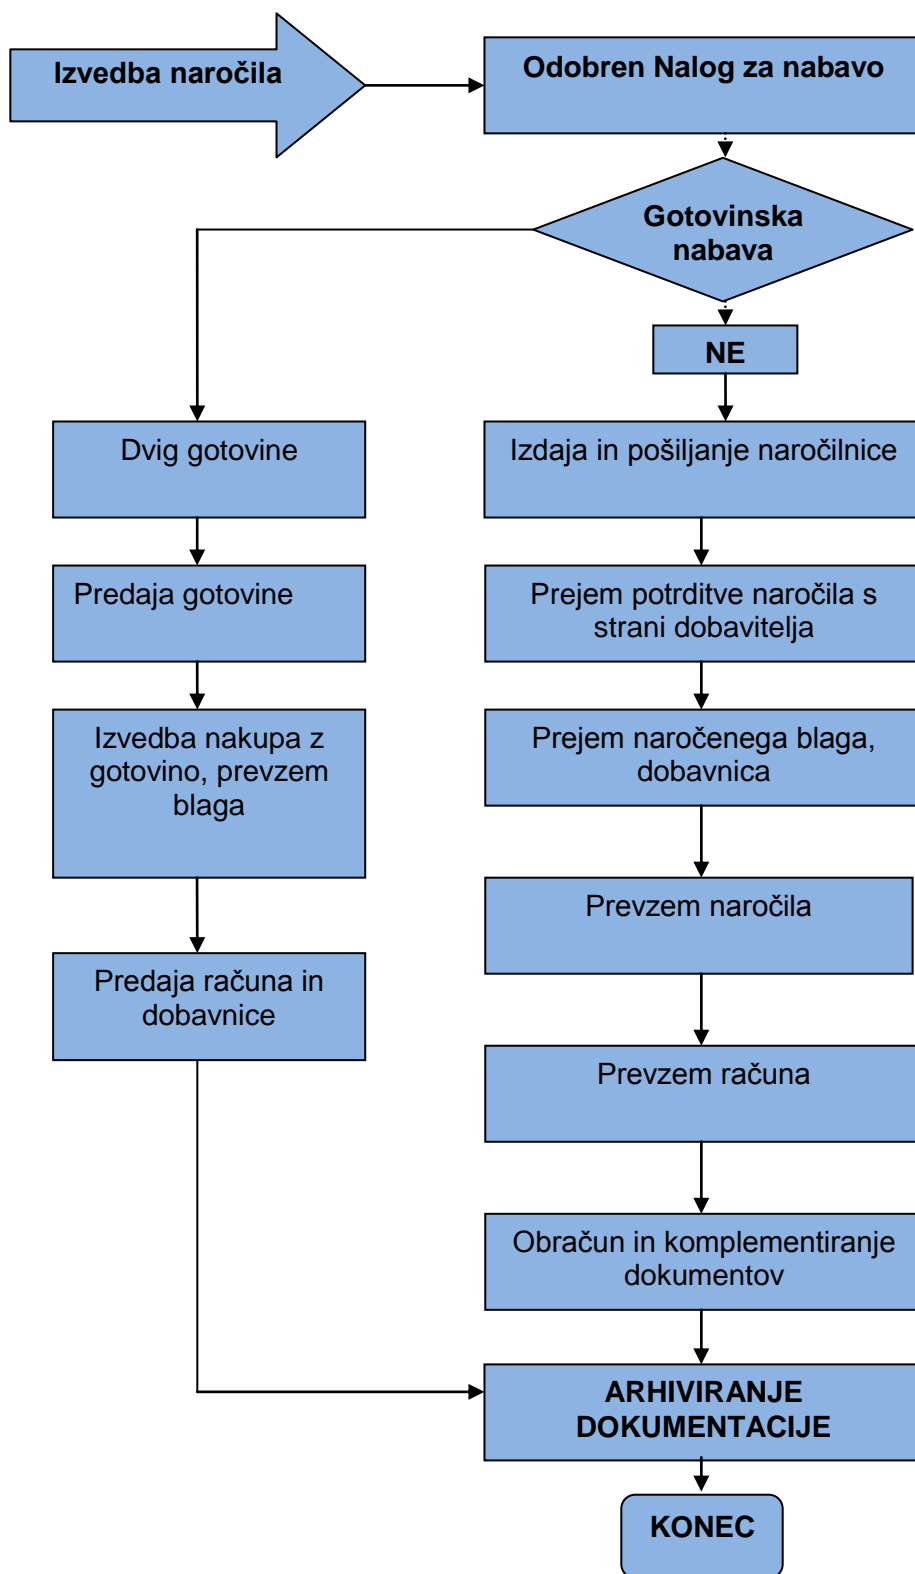 Izvedba naročila
Odobren Nalog za nabavo
Gotovinska
nabava
NE
Dvig gotovine
Predaja gotovine
Izvedba nakupa z
gotovino, prevzem
blaga
Predaja računa in
dobavnice
Izdaja in pošiljanje naročilnice
Prejem potrditve naročila s
strani dobavitelja
Prejem naročenega blaga,
dobavnica
Prevzem naročila
Prevzem računa
Obračun in komplementiranje
dokumentov
ARHIVIRANJE
DOKUMENTACIJE
KONEC